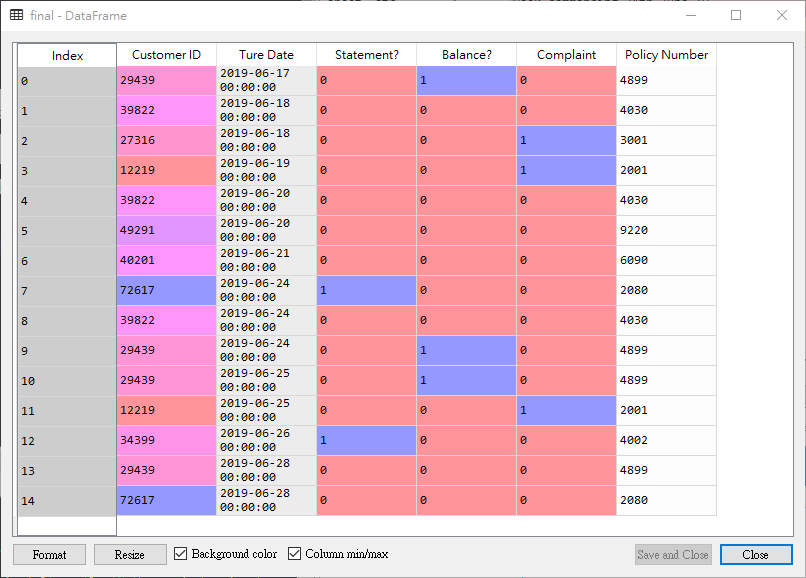 final - DataFrame
Index Customer ID Ture Date Statement? Balance? Complaint Policy Number
0 29439 2019-06-17 00:00:00 0 1 0 4899
1 39822 2019-06-18 00:00:00 0 0 0 4030
2 27316 2019-06-18 00:00:00 0 0 1 3001
3 12219 2019-06-19 00:00:00 0 0 1 2001
4 39822 2019-06-20 00:00:00 0 0 0 4030
5 49291 2019-06-20 00:00:00 0 0 0 9220
6 40201 2019-06-21 00:00:00 0 0 0 6090
7 72617 2019-06-24 00:00:00 1 0 0 2080
8 39822 2019-06-24 00:00:00 0 0 0 4030
9 29439 2019-06-24 00:00:00 0 1 0 4899
10 29439 2019-06-25 00:00:00 0 1 0 4899
11 12219 2019-06-25 00:00:00 0 0 1 2001
12 34399 2019-06-26 00:00:00 1 0 0 4002
13 29439 2019-06-28 00:00:00 0 0 0 4899
14 72617 2019-06-28 00:00:00 0 0 0 2080
Format Resize Background color Column min/max Save and Close Close